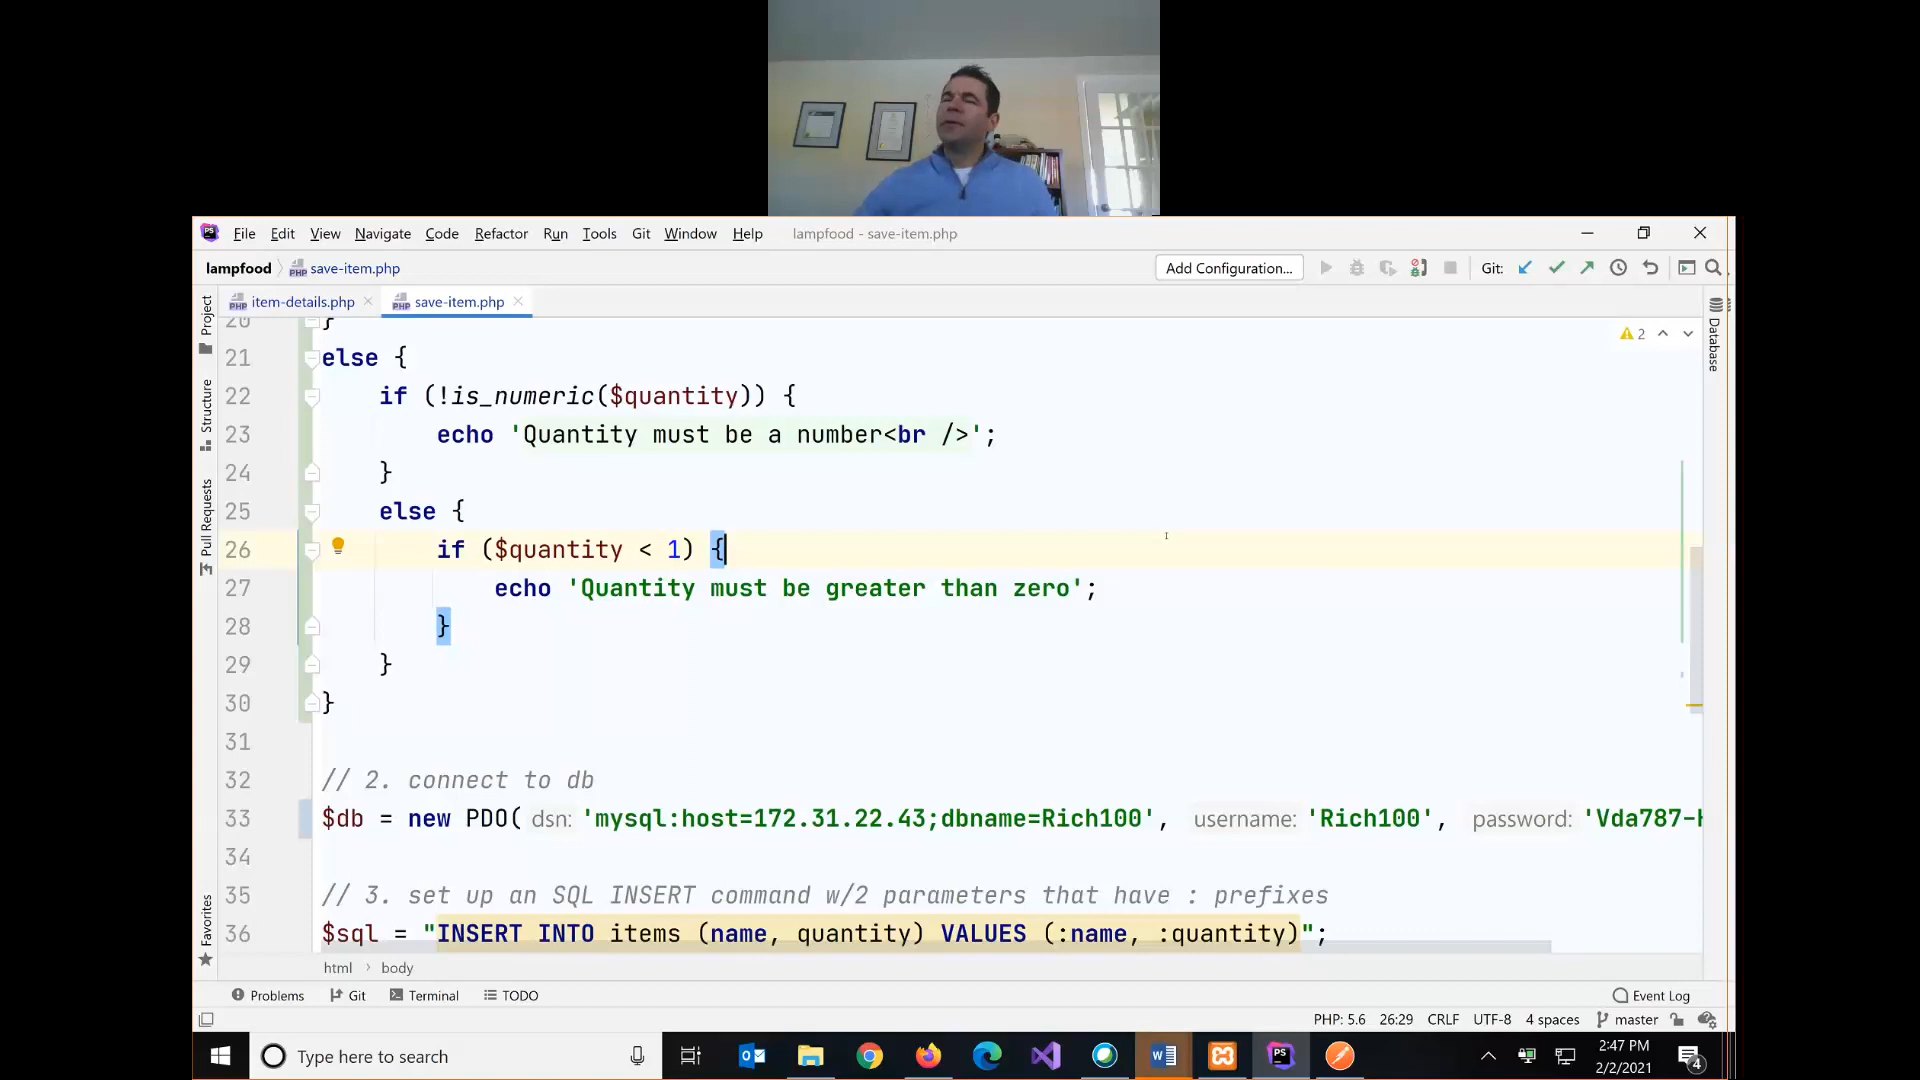 File Edit View Navigate Code Refactor Run Tools Git Window Help lampfood - save-item.php
lampfood save-item.php Add Configuration... Git:
item-details.php save-item.php
Project
Structure
Pull Requests
Favorites
Database
2
20 }
21 else {
22 if (!is_numeric($quantity)) {
23 echo 'Quantity must be a number<br />';
24 }
25 else {
26 if ($quantity < 1) {
27 echo 'Quantity must be greater than zero';
28 }
29 }
30 }
31
32 // 2. connect to db
33 $db = new PDO( dsn: 'mysql:host=172.31.22.43;dbname=Rich100', username: 'Rich100', password: 'Vda787-
34
35 // 3. set up an SQL INSERT command w/2 parameters that have : prefixes
36 $sql = "INSERT INTO items (name, quantity) VALUES (:name, :quantity)";
html body
Problems Git Terminal TODO Event Log
PHP: 5.6 26:29 CRLF UTF-8 4 spaces master
Type here to search
2:47 PM
2/2/2021
4